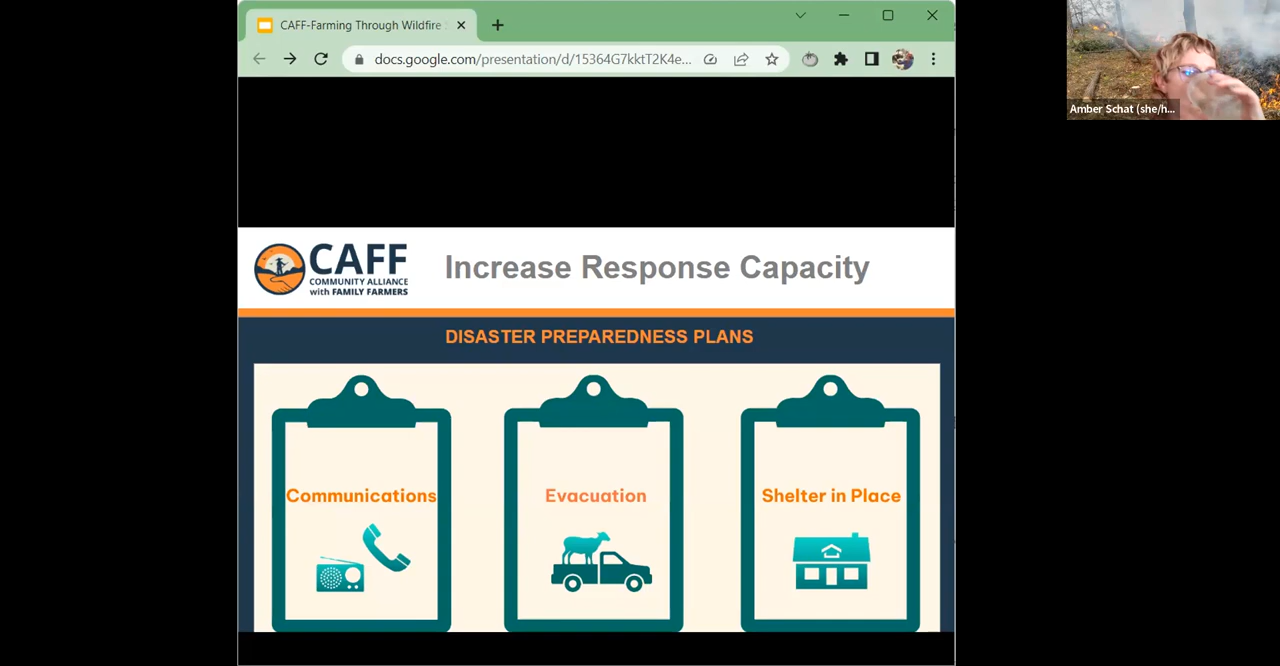 CAFF-Farming Through Wildfire
docs.google.com/presentation/d/15364G7kktT2K4e...
Amber Schat (she/h...
CAFF
COMMUNITY ALLIANCE
with FAMILY FARMERS
Increase Response Capacity
DISASTER PREPAREDNESS PLANS
Communications
Evacuation
Shelter in Place